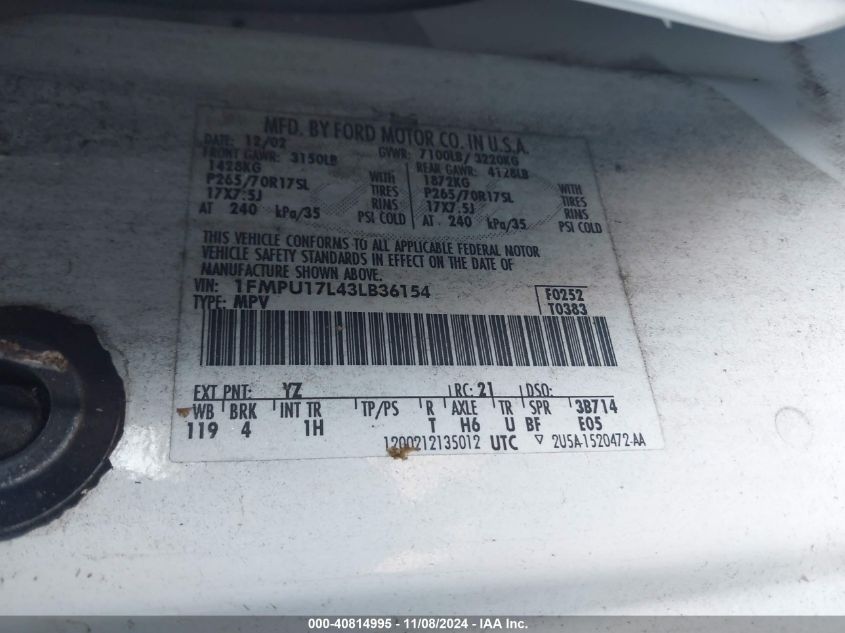 MFD. BY FORD MOTOR CO. IN U.S.A.
DATE: 12/02 GVWR: 7100LB/ 3220KG
FRONT GAWR: 3150LB REAR GAWR: 4128LB
1428KG WITH 1872KG WITH
P265/70R17SL TIRES P265/70R17SL TIRES
17X7.5J RINS 17X7.5J RINS
AT 240 kPa/35 PSI COLD AT 240 kPa/35 PSI COLD
THIS VEHICLE CONFORMS TO ALL APPLICABLE FEDERAL MOTOR
VEHICLE SAFETY STANDARDS IN EFFECT ON THE DATE OF
MANUFACTURE SHOWN ABOVE.
VIN: 1FMPU17L43LB36154 F0252
TYPE: MPV T0383
EXT PNT: YZ RC: 21 DSO:
WB BRK INT TR TP/PS R AXLE TR SPR 3B714
119 4 1H T H6 U BF E05
1200212135012 UTC ▽ 2U5A-1520472-AA
000-40814995 - 11/08/2024 - IAA Inc.